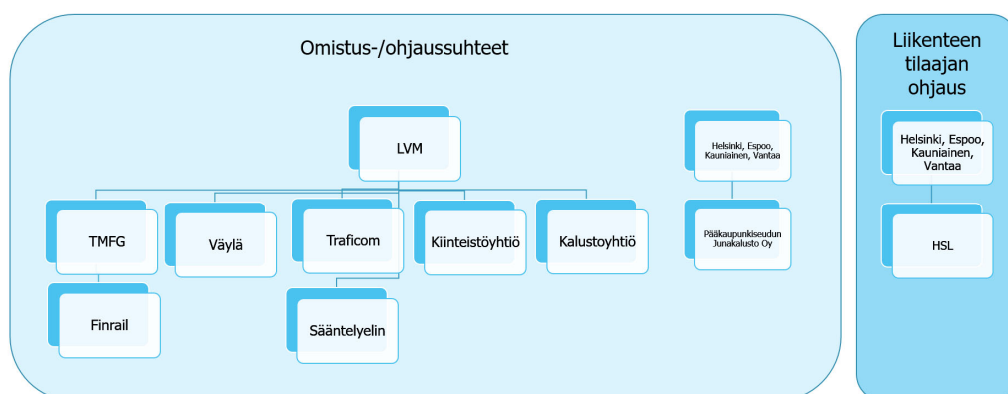 Omistus-/ohjaussuhteet
LVM
Helsinki, Espoo,
Kauniainen, Vantaa
TMFG
Väylä
Traficom
Kiinteistöyhtiö
Kalustoyhtiö
Pääkaupunkiseudun
Junakalusto Oy
Finrail
Sääntelyelin
Liikenteen
tilaajan
ohjaus
Helsinki, Espoo,
Kauniainen,
Vantaa
HSL